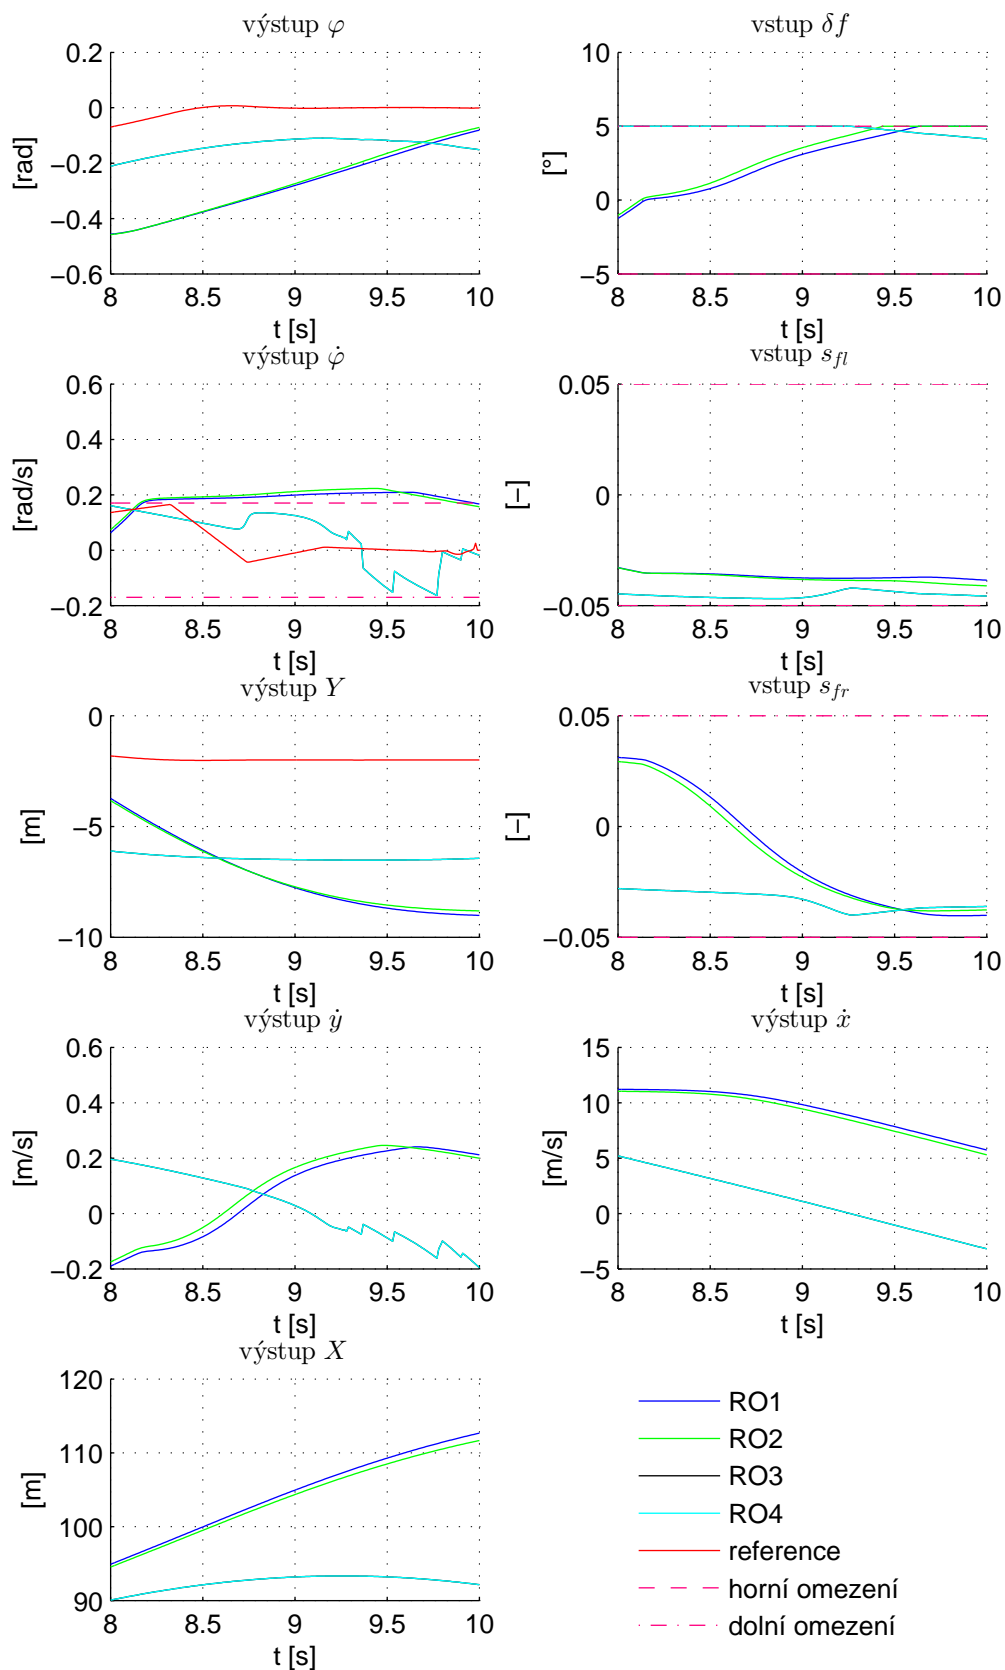 výstup φ
0.2
0
−0.2
−0.4
−0.6
[rad]
8 8.5 9 9.5 10
t [s]
vstup δf
10
5
0
−5
[°]
8 8.5 9 9.5 10
t [s]
výstup φ̇
0.6
0.4
0.2
0
−0.2
[rad/s]
8 8.5 9 9.5 10
t [s]
vstup s_fl
0.05
0
−0.05
[−]
8 8.5 9 9.5 10
t [s]
výstup Y
0
−5
−10
[m]
8 8.5 9 9.5 10
t [s]
vstup s_fr
0.05
0
−0.05
[−]
8 8.5 9 9.5 10
t [s]
výstup ẏ
0.6
0.4
0.2
0
−0.2
[m/s]
8 8.5 9 9.5 10
t [s]
výstup ẋ
15
10
5
0
−5
[m/s]
8 8.5 9 9.5 10
t [s]
výstup X
120
110
100
90
[m]
8 8.5 9 9.5 10
t [s]
RO1
RO2
RO3
RO4
reference
horní omezení
dolní omezení